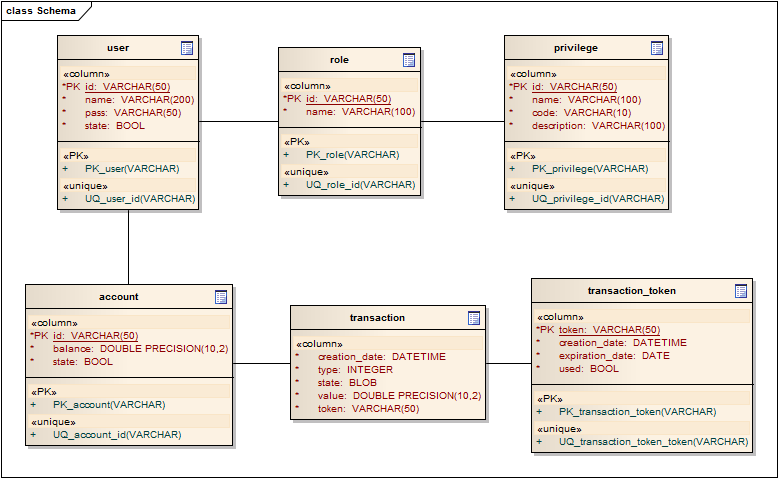 class Schema
user
«column»
*PK id: VARCHAR(50)
* name: VARCHAR(200)
* pass: VARCHAR(50)
* state: BOOL
«PK»
+ PK_user(VARCHAR)
«unique»
+ UQ_user_id(VARCHAR)
role
«column»
*PK id: VARCHAR(50)
* name: VARCHAR(100)
«PK»
+ PK_role(VARCHAR)
«unique»
+ UQ_role_id(VARCHAR)
privilege
«column»
*PK id: VARCHAR(50)
* name: VARCHAR(100)
* code: VARCHAR(10)
* description: VARCHAR(100)
«PK»
+ PK_privilege(VARCHAR)
«unique»
+ UQ_privilege_id(VARCHAR)
account
«column»
*PK id: VARCHAR(50)
* balance: DOUBLE PRECISION(10,2)
* state: BOOL
«PK»
+ PK_account(VARCHAR)
«unique»
+ UQ_account_id(VARCHAR)
transaction
«column»
* creation_date: DATETIME
* type: INTEGER
* state: BLOB
* value: DOUBLE PRECISION(10,2)
* token: VARCHAR(50)
transaction_token
«column»
*PK token: VARCHAR(50)
* creation_date: DATETIME
* expiration_date: DATE
* used: BOOL
«PK»
+ PK_transaction_token(VARCHAR)
«unique»
+ UQ_transaction_token_token(VARCHAR)